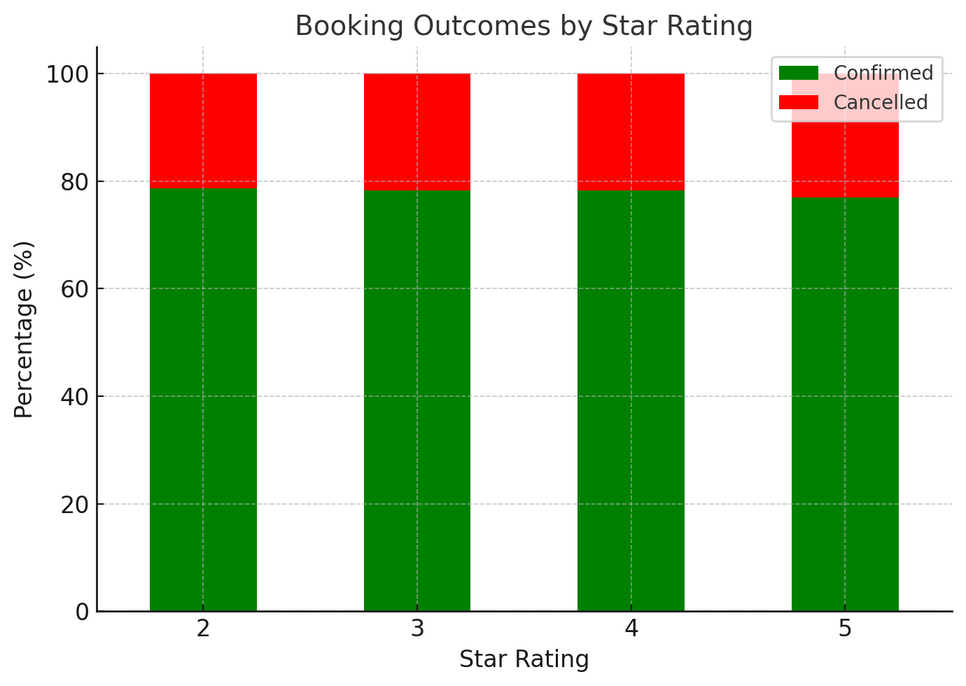 Booking Outcomes by Star Rating
Confirmed
Cancelled
100
80
60
40
20
0
Percentage (%)
2 3 4 5
Star Rating